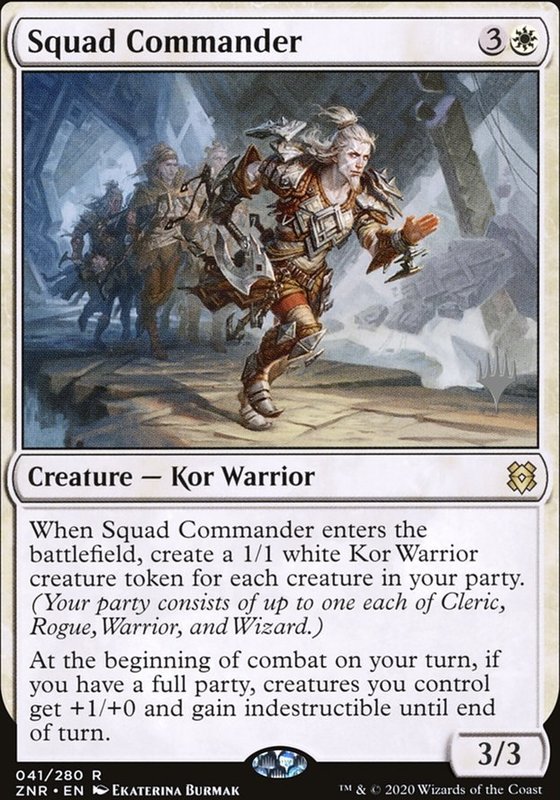 Squad Commander 3
Creature — Kor Warrior
When Squad Commander enters the
battlefield, create a 1/1 white Kor Warrior
creature token for each creature in your party.
(Your party consists of up to one each of Cleric,
Rogue, Warrior, and Wizard.)
At the beginning of combat on your turn, if
you have a full party, creatures you control
get +1/+0 and gain indestructible until end
of turn.
3/3
041/280 R
ZNR • EN Ekaterina Burmak
™ & © 2020 Wizards of the Coast